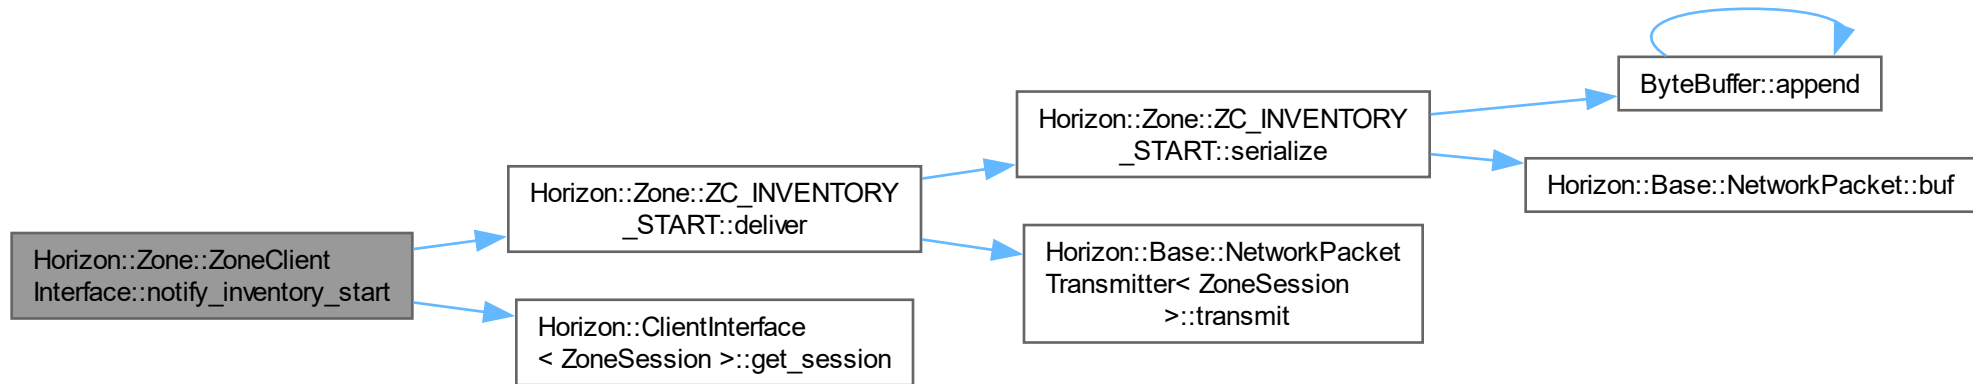 Horizon::Zone::ZoneClient
Interface::notify_inventory_start
Horizon::Zone::ZC_INVENTORY
_START::deliver
Horizon::ClientInterface
< ZoneSession >::get_session
Horizon::Zone::ZC_INVENTORY
_START::serialize
Horizon::Base::NetworkPacket
Transmitter< ZoneSession
>::transmit
ByteBuffer::append
Horizon::Base::NetworkPacket::buf